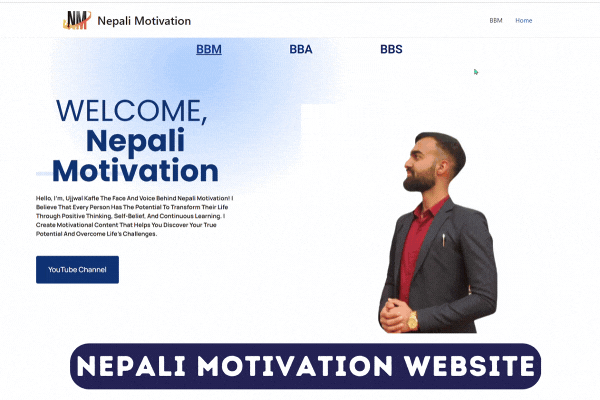 NM Nepali Motivation
BBM Home
BBM BBA BBS
WELCOME,
Nepali
Motivation
Hello, I'm, Ujjwal Kafle The Face And Voice Behind Nepali Motivation! I
Believe That Every Person Has The Potential To Transform Their Life
Through Positive Thinking, Self-Belief, And Continuous Learning. I
Create Motivational Content That Helps You Discover Your True
Potential And Overcome Life's Challenges.
YouTube Channel
NEPALI MOTIVATION WEBSITE